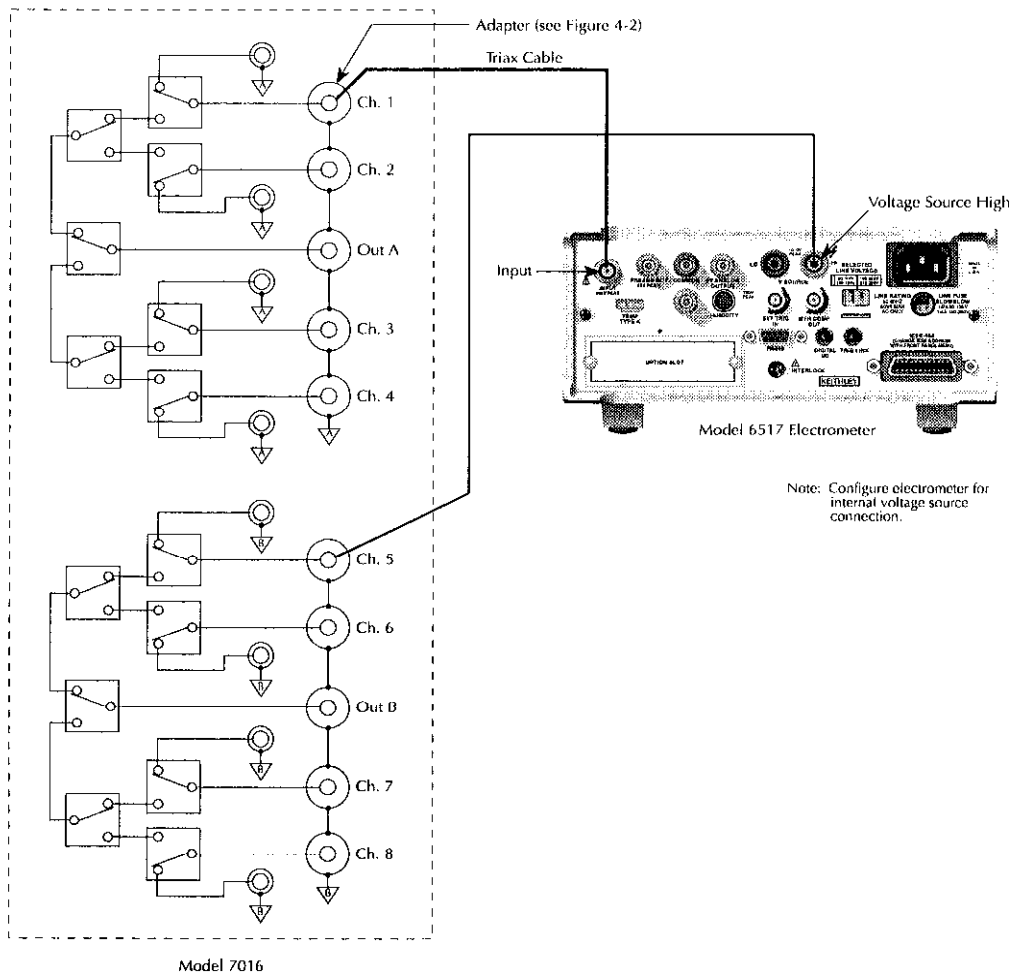 Adapter (see Figure 4-2)
Triax Cable
A
Ch. 1
Ch. 2
A
Out A
Voltage Source High
Input
A
Ch. 3
Ch. 4
A
A
OPTION SLOT
INTERLOCK
KEITHLEY
Model 6517 Electrometer
Note: Configure electrometer for
internal voltage source
connection.
B
Ch. 5
Ch. 6
B
Out B
B
Ch. 7
Ch. 8
B
B
Model 7016